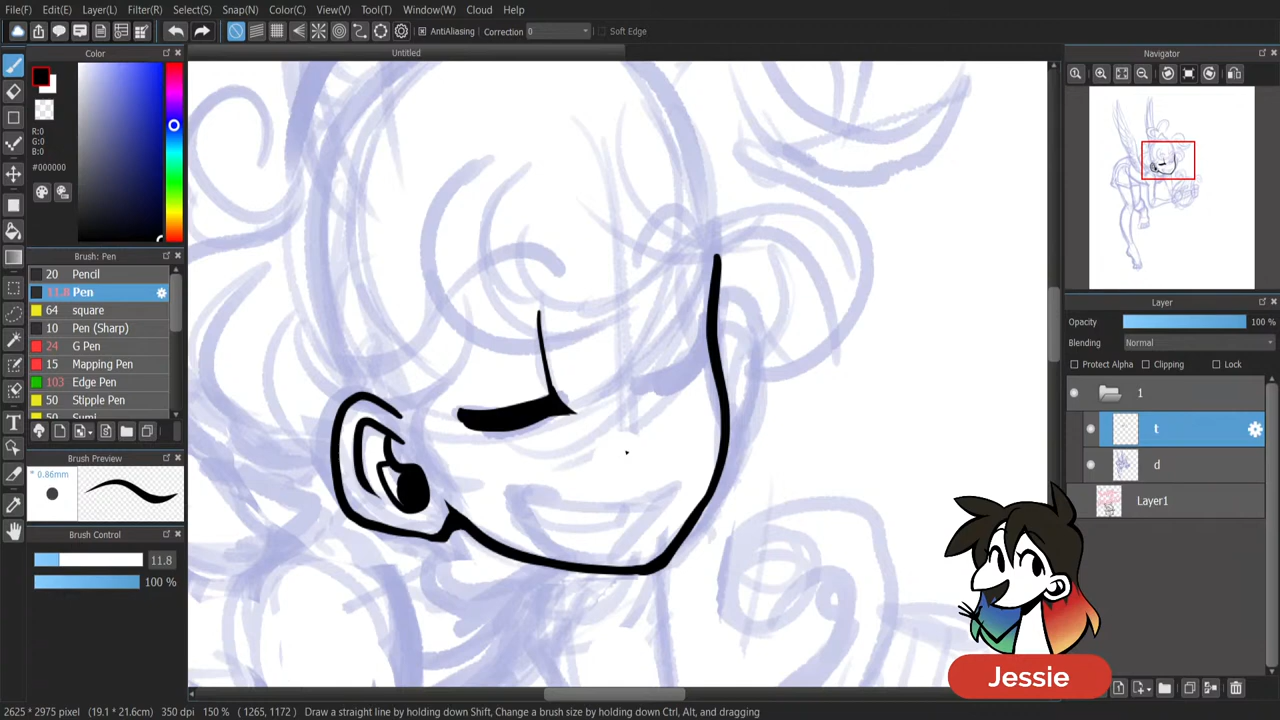 File(F) Edit(E) Layer(L) Filter(R) Select(S) Snap(N) Color(C) View(V) Tool(T) Window(W) Cloud Help
AntiAliasing Correction 0 Soft Edge
Color
Untitled
Navigator
R:0
G:0
B:0
#000000
Brush: Pen
20 Pencil
11.8 Pen
64 square
10 Pen (Sharp)
24 G Pen
15 Mapping Pen
103 Edge Pen
50 Stipple Pen
50 Sumi
Brush Preview
* 0.86mm
Brush Control
11.8
100 %
Layer
Opacity 100 %
Blending Normal
Protect Alpha Clipping Lock
1
t
d
Layer1
Jessie
2625 * 2975 pixel (19.1 * 21.6cm) 350 dpi 150 % ( 1265, 1172 ) Draw a straight line by holding down Shift, Change a brush size by holding down Ctrl, Alt, and dragging